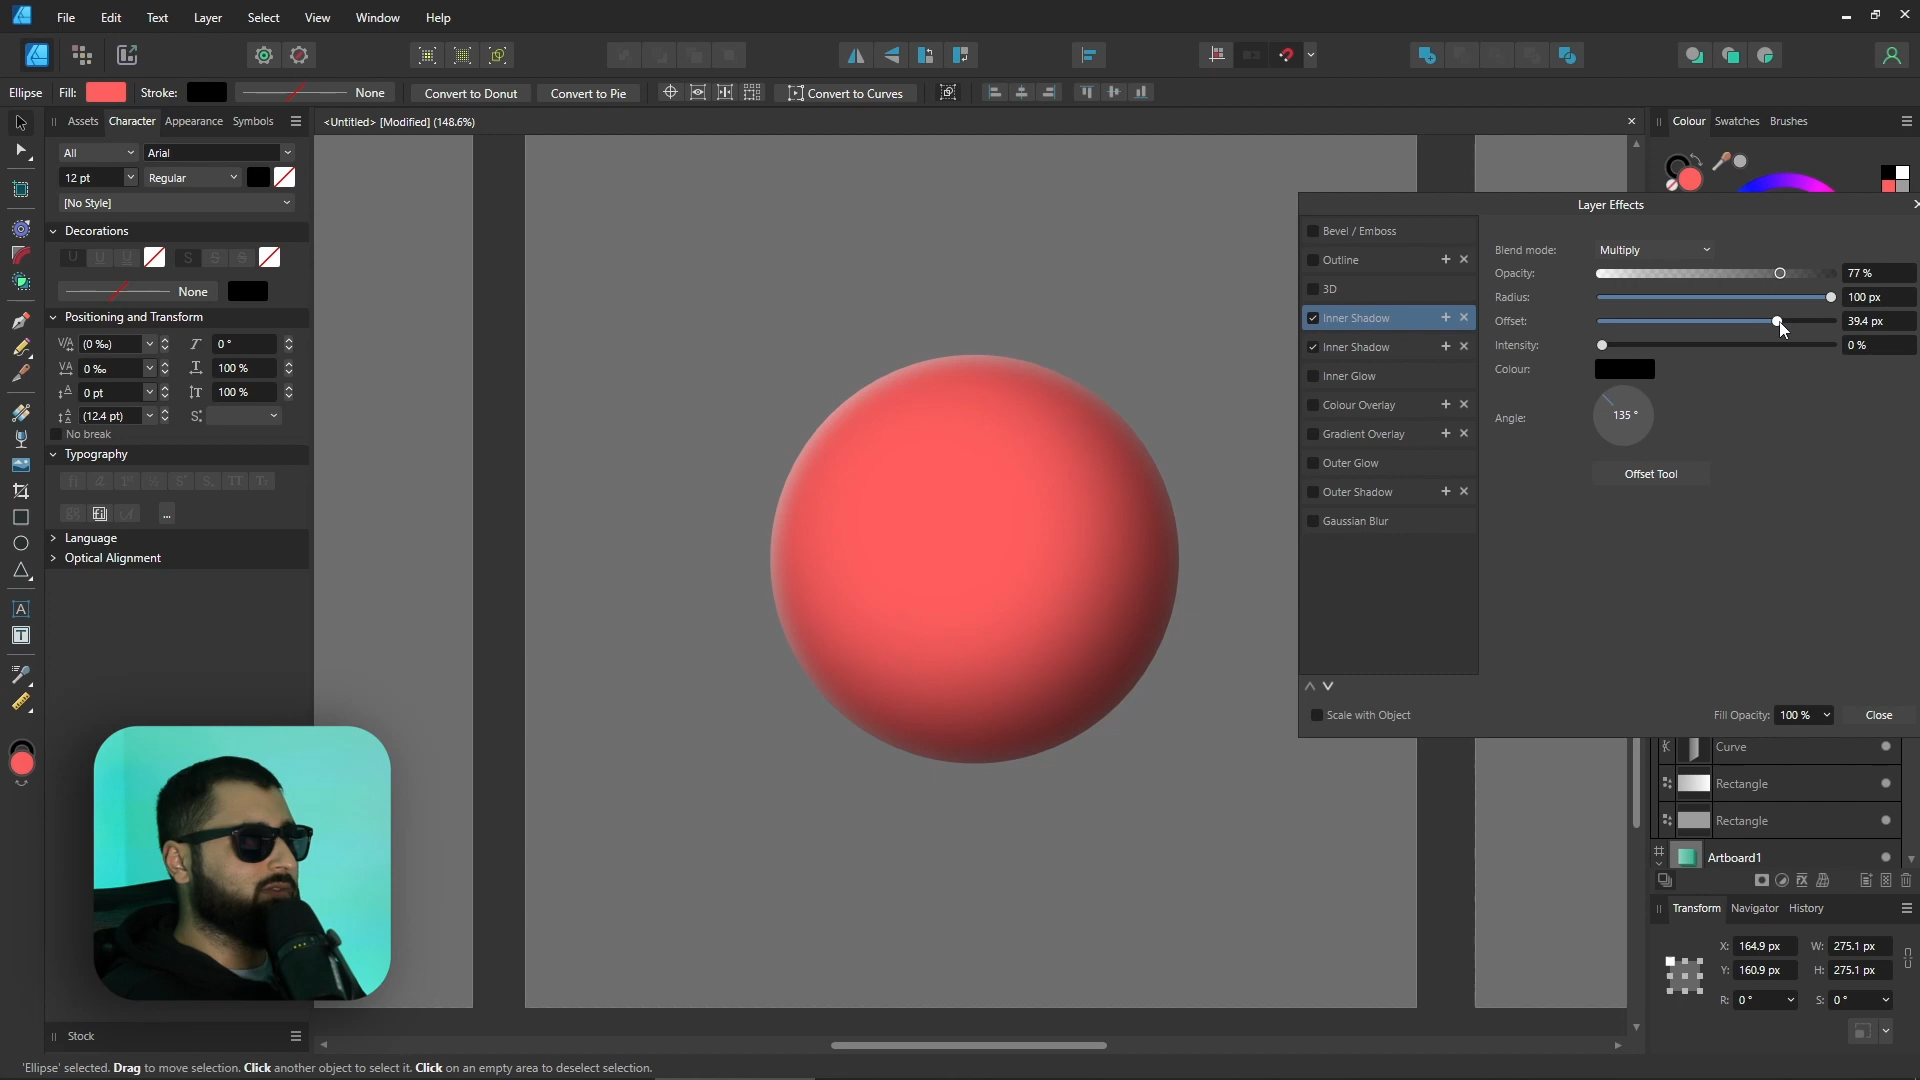 File Edit Text Layer Select View Window Help
Ellipse Fill: Stroke: None Convert to Donut Convert to Pie Convert to Curves
Assets Character Appearance Symbols
<Untitled> [Modified] (148.6%)
Colour Swatches Brushes
All Arial
12 pt Regular
[No Style]
Decorations
None
Positioning and Transform
(0 ‰) 0 °
0 ‰ 100 %
0 pt 100 %
(12.4 pt)
No break
Typography
Language
Optical Alignment
Layer Effects
Bevel / Emboss
Outline
3D
Inner Shadow
Inner Shadow
Inner Glow
Colour Overlay
Gradient Overlay
Outer Glow
Outer Shadow
Gaussian Blur
Blend mode: Multiply
Opacity: 77 %
Radius: 100 px
Offset: 39.4 px
Intensity: 0 %
Colour:
Angle: 135 °
Offset Tool
Scale with Object
Fill Opacity: 100 % Close
Curve
Rectangle
Rectangle
Artboard1
Transform Navigator History
X: 164.9 px W: 275.1 px
Y: 160.9 px H: 275.1 px
R: 0 ° S: 0 °
Stock
'Ellipse' selected. Drag to move selection. Click another object to select it. Click on an empty area to deselect selection.